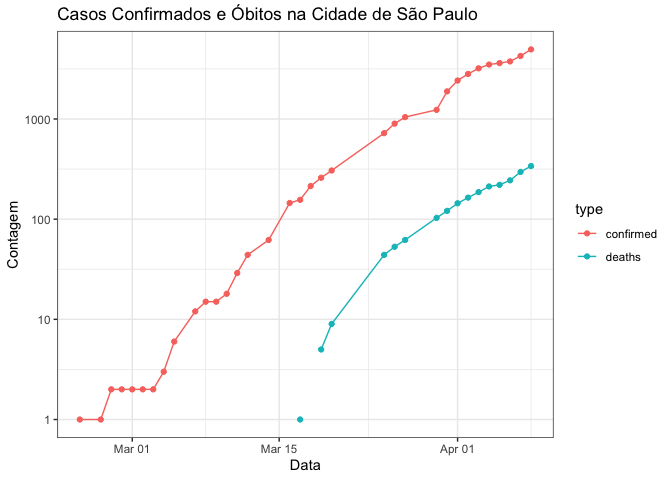 Casos Confirmados e Óbitos na Cidade de São Paulo
Contagem
1000
100
10
1
Mar 01
Mar 15
Apr 01
Data
type
confirmed
deaths